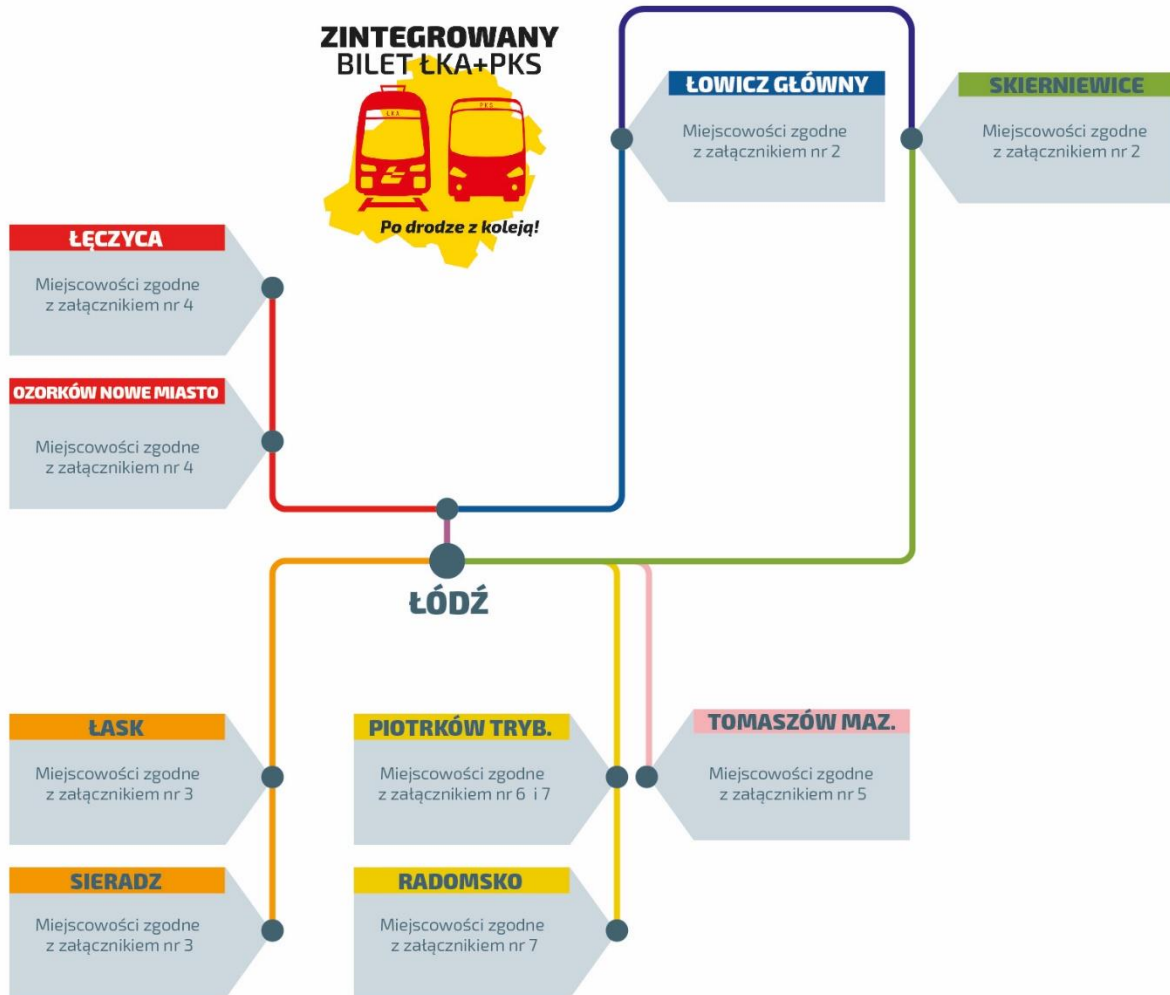 ZINTEGROWANY
BILET ŁKA+PKS
ŁKA
PKS
Po drodze z koleją!
ŁOWICZ GŁÓWNY
Miejscowości zgodne
z załącznikiem nr 2
SKIERNIEWICE
Miejscowości zgodne
z załącznikiem nr 2
ŁĘCZYCA
Miejscowości zgodne
z załącznikiem nr 4
OZORKÓW NOWE MIASTO
Miejscowości zgodne
z załącznikiem nr 4
ŁÓDŹ
ŁASK
Miejscowości zgodne
z załącznikiem nr 3
PIOTRKÓW TRYB.
Miejscowości zgodne
z załącznikiem nr 6 i 7
TOMASZÓW MAZ.
Miejscowości zgodne
z załącznikiem nr 5
SIERADZ
Miejscowości zgodne
z załącznikiem nr 3
RADOMSKO
Miejscowości zgodne
z załącznikiem nr 7